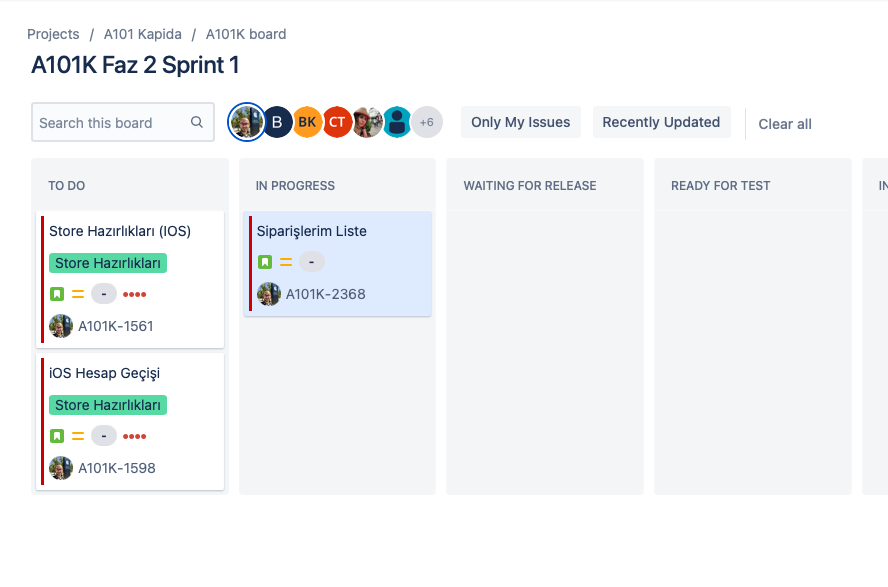 Projects / A101 Kapida / A101K board
A101K Faz 2 Sprint 1
Search this board
B
BK
CT
+6
Only My Issues
Recently Updated
Clear all
TO DO
Store Hazırlıkları (IOS)
Store Hazırlıkları
-
A101K-1561
iOS Hesap Geçişi
Store Hazırlıkları
-
A101K-1598
IN PROGRESS
Siparişlerim Liste
-
A101K-2368
WAITING FOR RELEASE
READY FOR TEST
IN